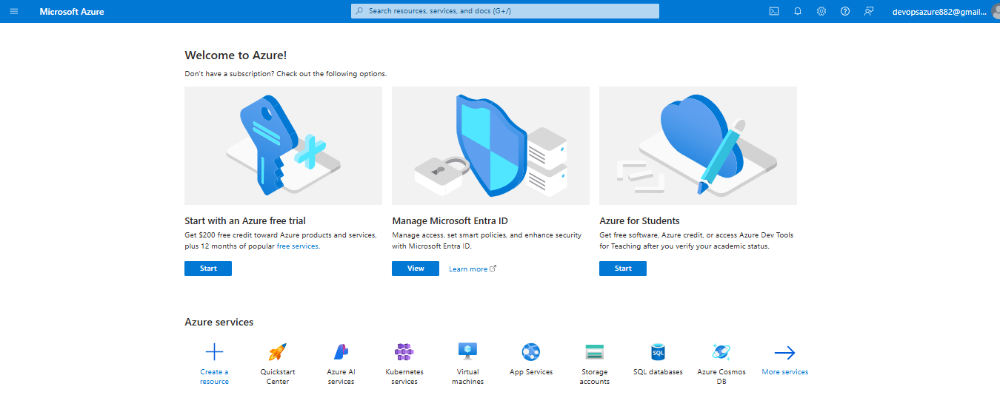 Microsoft Azure
Search resources, services, and docs (G+/)
devopsazure882@gmail...
Welcome to Azure!
Don't have a subscription? Check out the following options.
Start with an Azure free trial
Get $200 free credit toward Azure products and services,
plus 12 months of popular free services.
Start
Manage Microsoft Entra ID
Manage access, set smart policies, and enhance security
with Microsoft Entra ID.
View
Learn more
Azure for Students
Get free software, Azure credit, or access Azure Dev Tools
for Teaching after you verify your academic status.
Start
Azure services
Create a
resource
Quickstart
Center
Azure AI
services
Kubernetes
services
Virtual
machines
App Services
Storage
accounts
SQL
SQL databases
Azure Cosmos
DB
More services